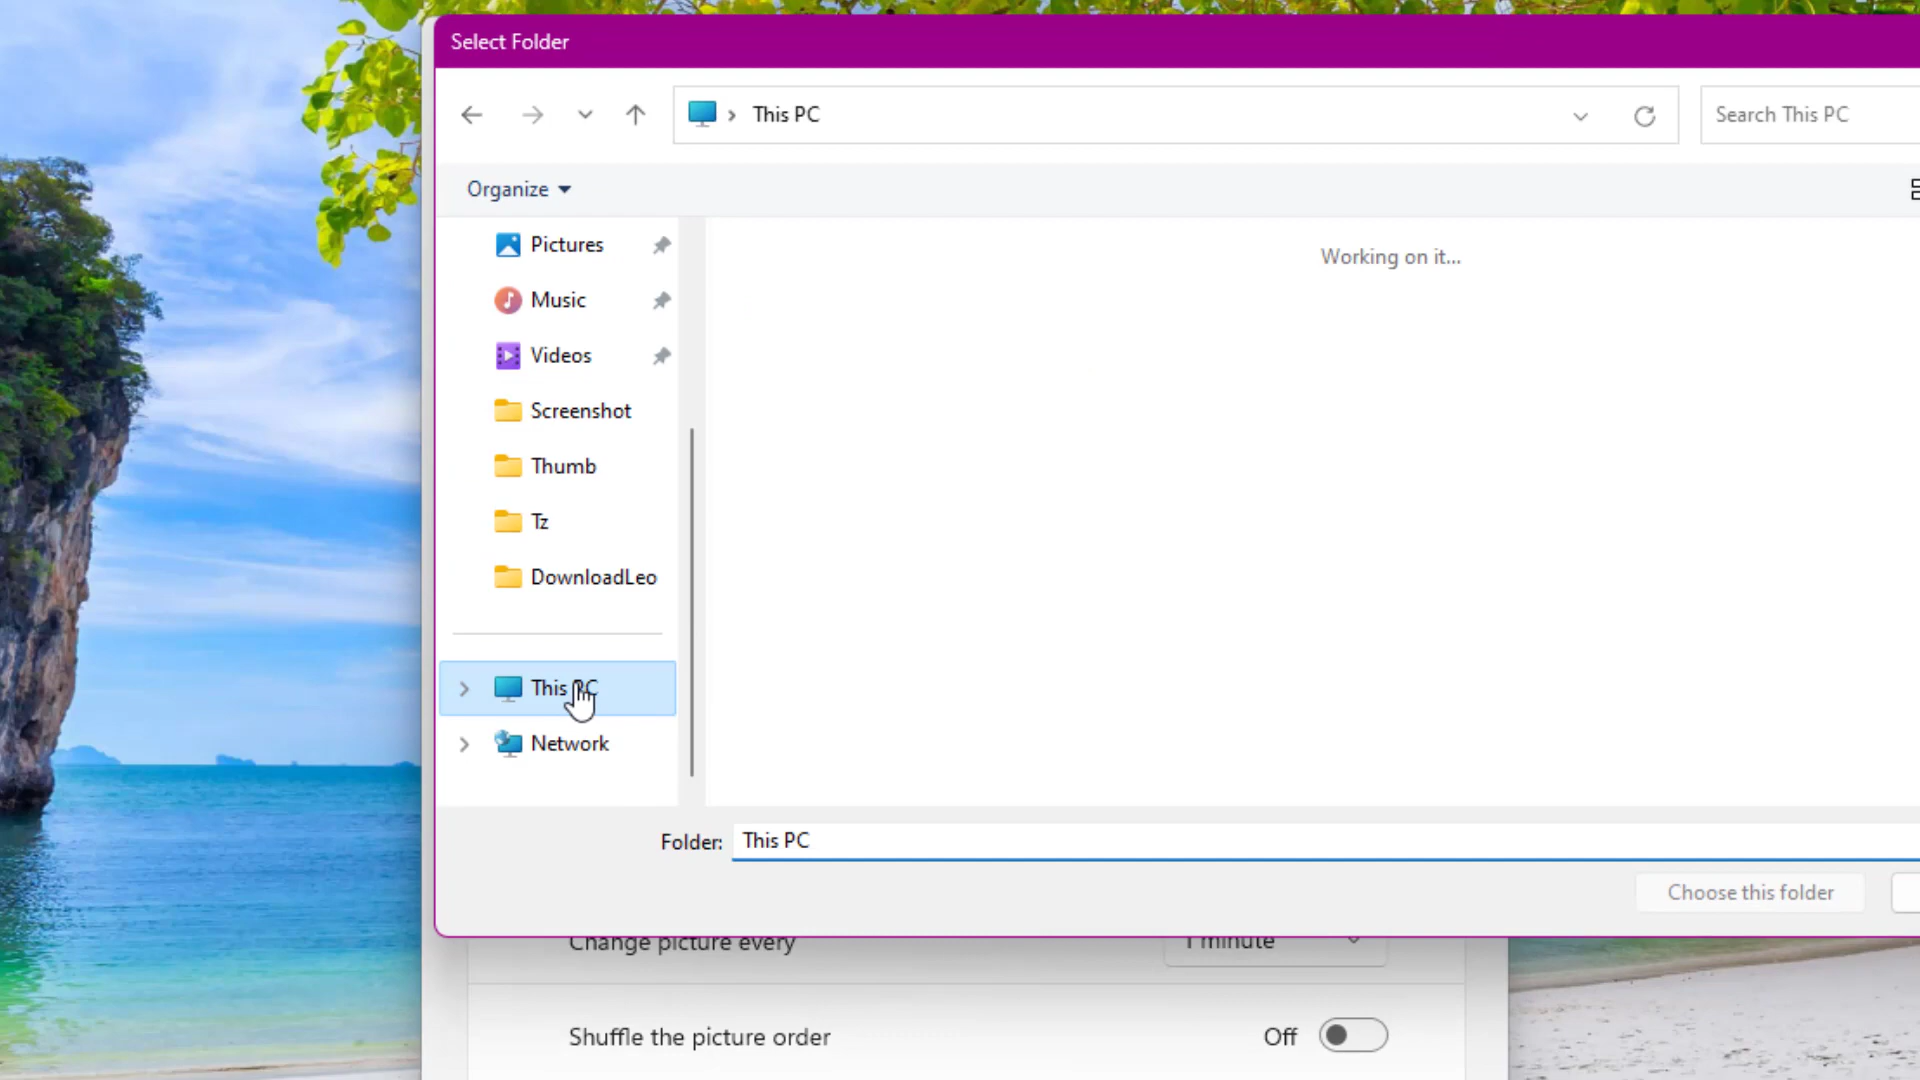 Select Folder
This PC
Search This PC
Organize
Pictures
Working on it...
Music
Videos
Screenshot
Thumb
Tz
DownloadLeo
This PC
Network
Folder: This PC
Choose this folder
Change picture every 1 minute
Shuffle the picture order Off